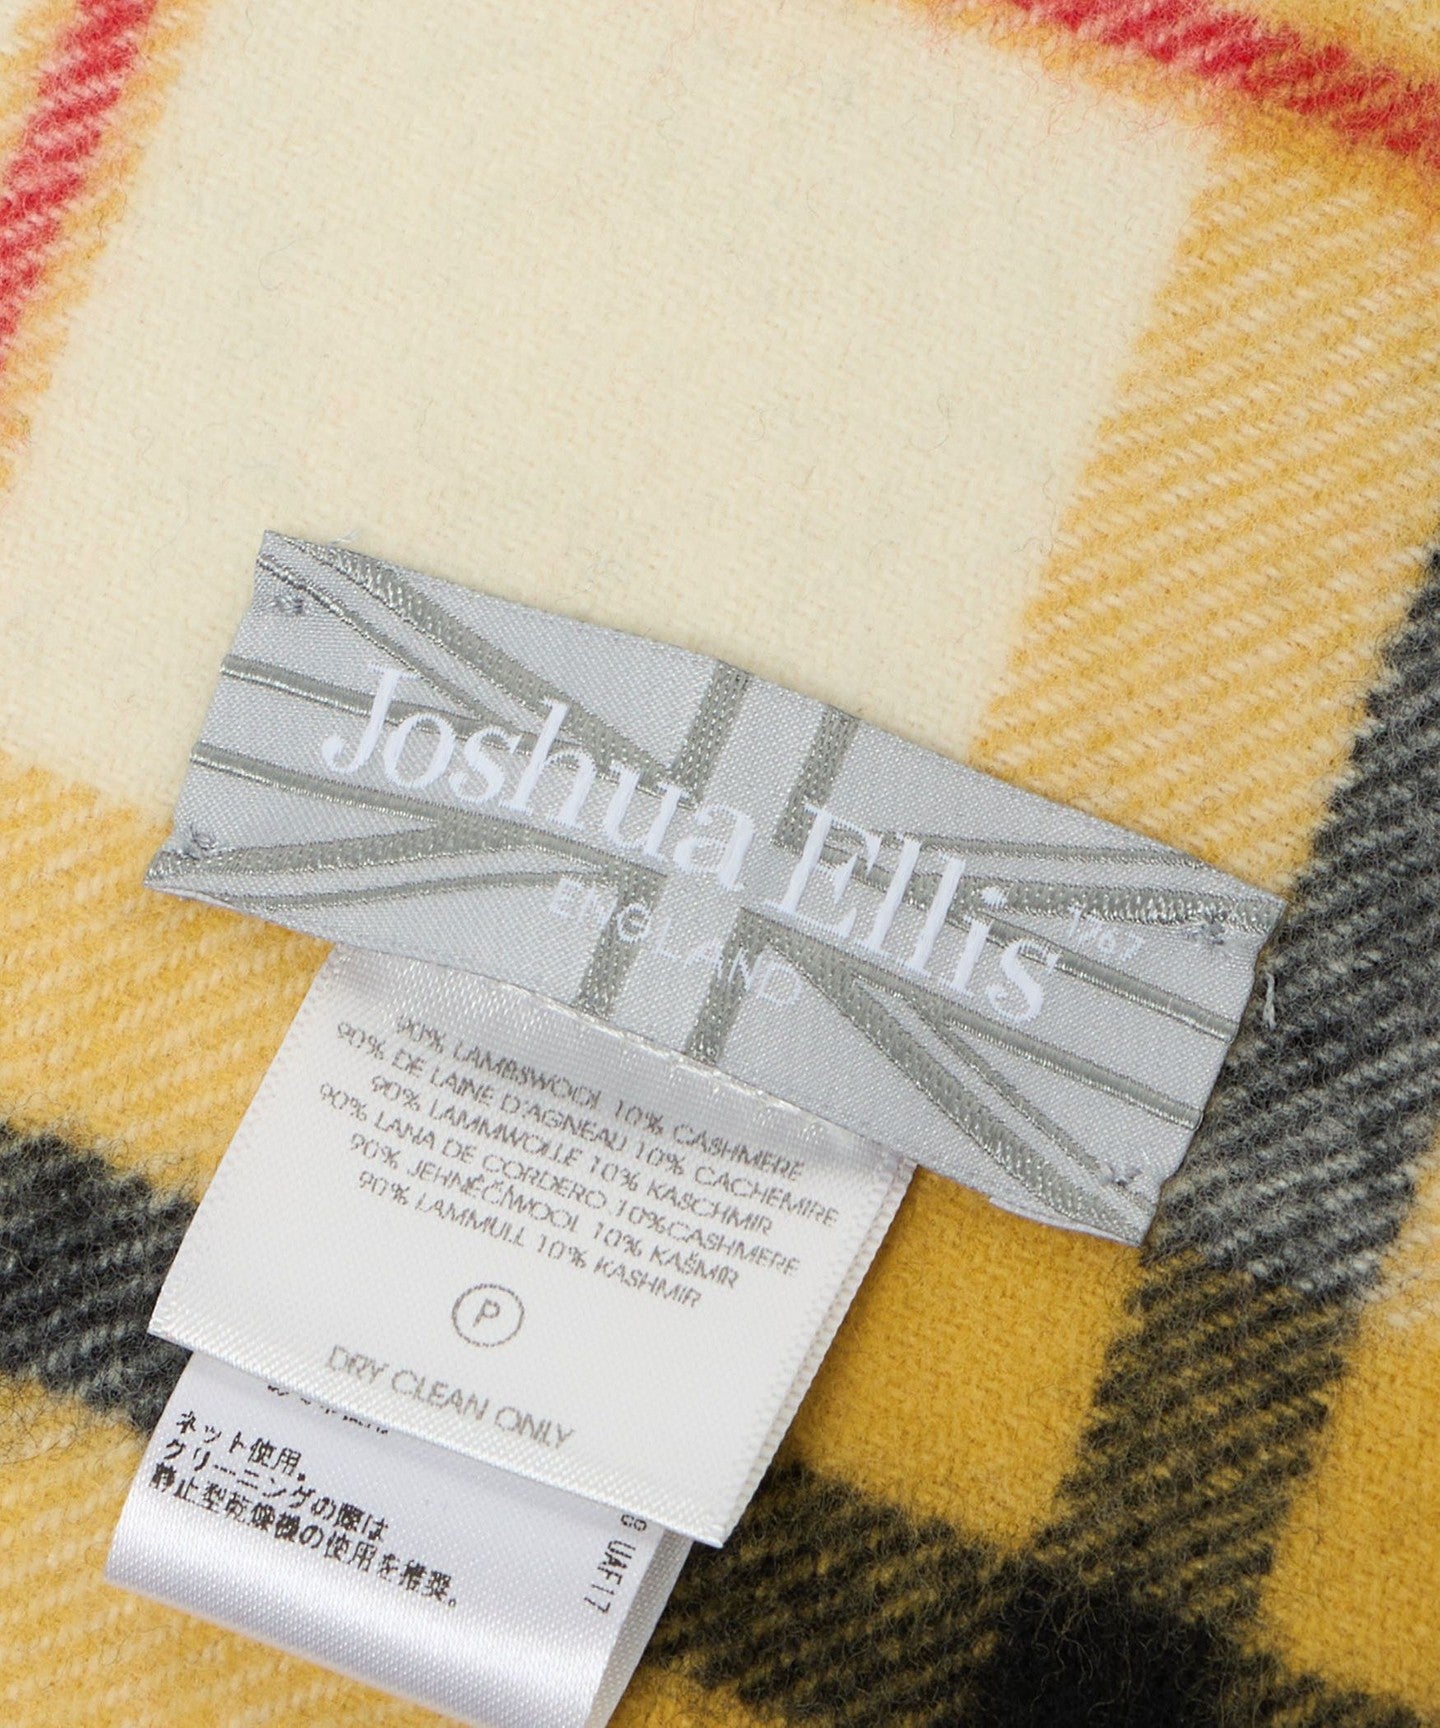 Joshua Ellis
1767
ENGLAND
90% LAMBSWOOL 10% CASHMERE
90% DE LAINE D'AGNEAU 10% CACHEMIRE
90% LAMMWOLLE 10% KASCHMIR
90% LANA DE CORDERO 10%CASHMERE
90% JEHNĚČÍWOOL 10% KAŠMIR
90% LAMMULL 10% KASHMIR
P
DRY CLEAN ONLY
ネット使用。
クリーニングの際は
静止型乾燥機の使用を推奨。
UAF17